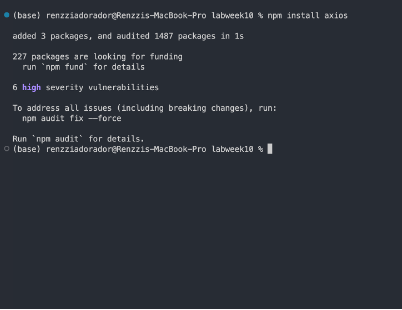 (base) renzziadorador@Renzzis-MacBook-Pro labweek10 % npm install axios
added 3 packages, and audited 1487 packages in 1s
227 packages are looking for funding
run `npm fund` for details
6 high severity vulnerabilities
To address all issues (including breaking changes), run:
npm audit fix --force
Run `npm audit` for details.
(base) renzziadorador@Renzzis-MacBook-Pro labweek10 %